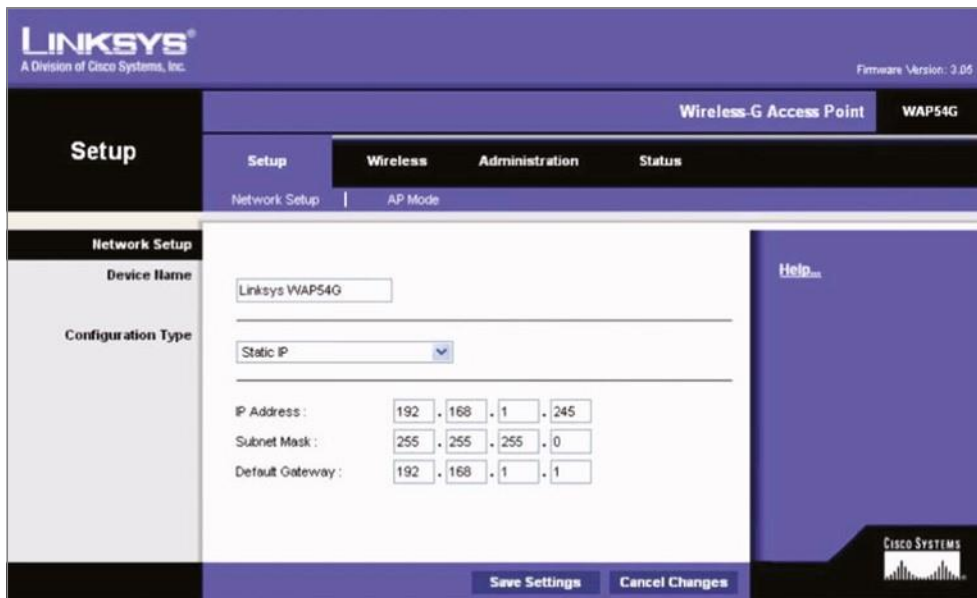 LINKSYS®
A Division of Cisco Systems, Inc.
Firmware Version: 3.05
Wireless-G Access Point
WAP54G
Setup
Setup
Wireless
Administration
Status
Network Setup | AP Mode
Network Setup
Device Name
Linksys WAP54G
Help...
Configuration Type
Static IP
IP Address : 192 . 168 . 1 . 245
Subnet Mask : 255 . 255 . 255 . 0
Default Gateway : 192 . 168 . 1 . 1
Save Settings
Cancel Changes
CISCO SYSTEMS